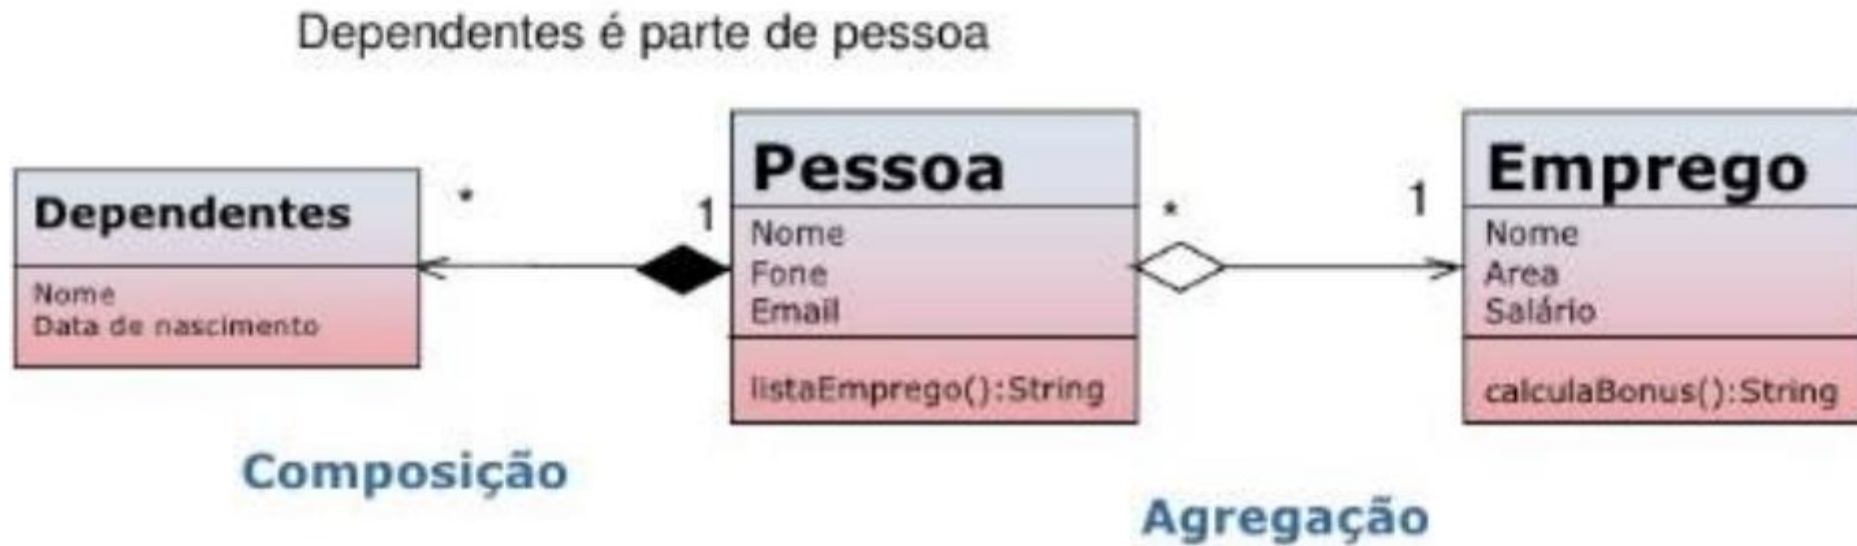 Dependentes é parte de pessoa
Dependentes
Nome
Data de nascimento
*
1
Pessoa
Nome
Fone
Email
listaEmprego():String
*
1
Emprego
Nome
Area
Salário
calculaBonus():String
Composição
Agregação